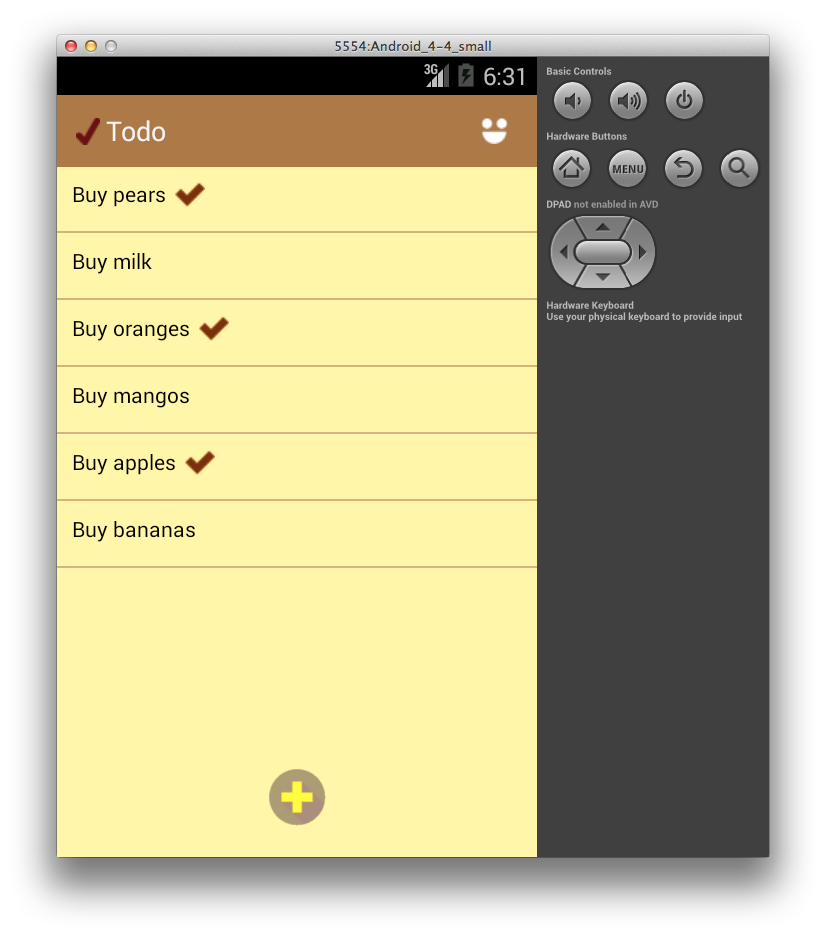 5554:Android_4-4_small
3G 6:31
Todo
Buy pears
Buy milk
Buy oranges
Buy mangos
Buy apples
Buy bananas
Basic Controls
Hardware Buttons
MENU
DPAD not enabled in AVD
Hardware Keyboard
Use your physical keyboard to provide input